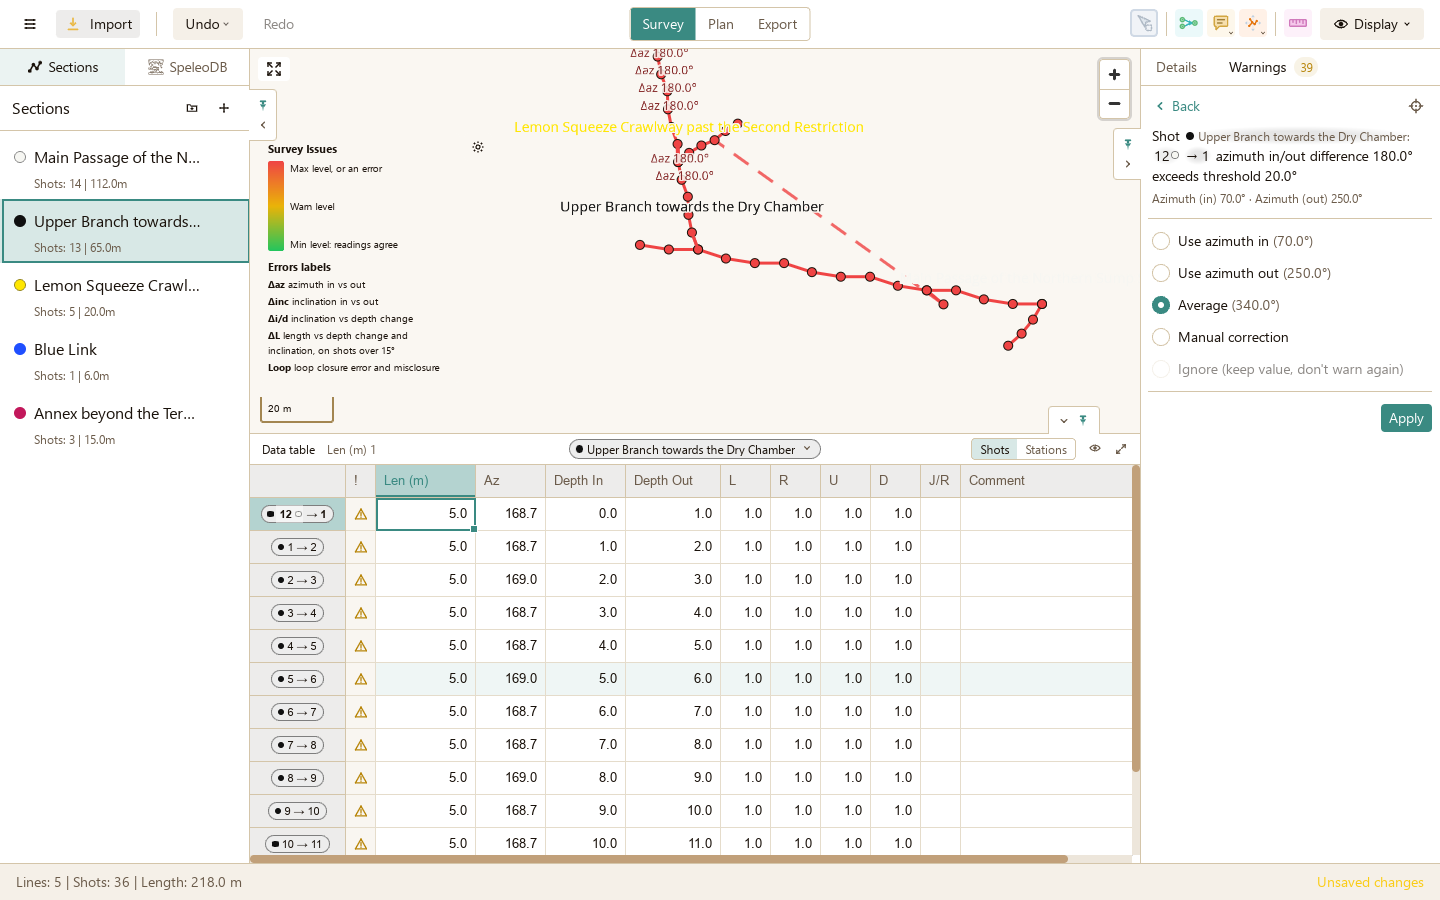 Import
Undo
Redo
Survey
Plan
Export
Display
Sections
SpeleoDB
Sections
Main Passage of the N...
Shots: 14 | 112.0m
Upper Branch towards...
Shots: 13 | 65.0m
Lemon Squeeze Crawl...
Shots: 5 | 20.0m
Blue Link
Shots: 1 | 6.0m
Annex beyond the Ter...
Shots: 3 | 15.0m
Δaz 180.0°
Δaz 180.0°
Δaz 180.0°
Δaz 180.0°
Lemon Squeeze Crawlway past the Second Restriction
Δaz 180.0°
Δaz 180.0°
Upper Branch towards the Dry Chamber
Survey Issues
Max level, or an error
Warn level
Min level: readings agree
Errors labels
Δaz azimuth in vs out
Δinc inclination in vs out
Δi/d inclination vs depth change
ΔL length vs depth change and
inclination, on shots over 15°
Loop loop closure error and misclosure
20 m
Details
Warnings 39
Back
Shot Upper Branch towards the Dry Chamber:
12 → 1 azimuth in/out difference 180.0°
exceeds threshold 20.0°
Azimuth (in) 70.0° · Azimuth (out) 250.0°
Use azimuth in (70.0°)
Use azimuth out (250.0°)
Average (340.0°)
Manual correction
Ignore (keep value, don't warn again)
Apply
Data table Len (m) 1
Upper Branch towards the Dry Chamber
Shots
Stations
! Len (m) Az Depth In Depth Out L R U D J/R Comment
12 → 1 5.0 168.7 0.0 1.0 1.0 1.0 1.0 1.0
1 → 2 5.0 168.7 1.0 2.0 1.0 1.0 1.0 1.0
2 → 3 5.0 169.0 2.0 3.0 1.0 1.0 1.0 1.0
3 → 4 5.0 168.7 3.0 4.0 1.0 1.0 1.0 1.0
4 → 5 5.0 168.7 4.0 5.0 1.0 1.0 1.0 1.0
5 → 6 5.0 169.0 5.0 6.0 1.0 1.0 1.0 1.0
6 → 7 5.0 168.7 6.0 7.0 1.0 1.0 1.0 1.0
7 → 8 5.0 168.7 7.0 8.0 1.0 1.0 1.0 1.0
8 → 9 5.0 169.0 8.0 9.0 1.0 1.0 1.0 1.0
9 → 10 5.0 168.7 9.0 10.0 1.0 1.0 1.0 1.0
10 → 11 5.0 168.7 10.0 11.0 1.0 1.0 1.0 1.0
Lines: 5 | Shots: 36 | Length: 218.0 m
Unsaved changes